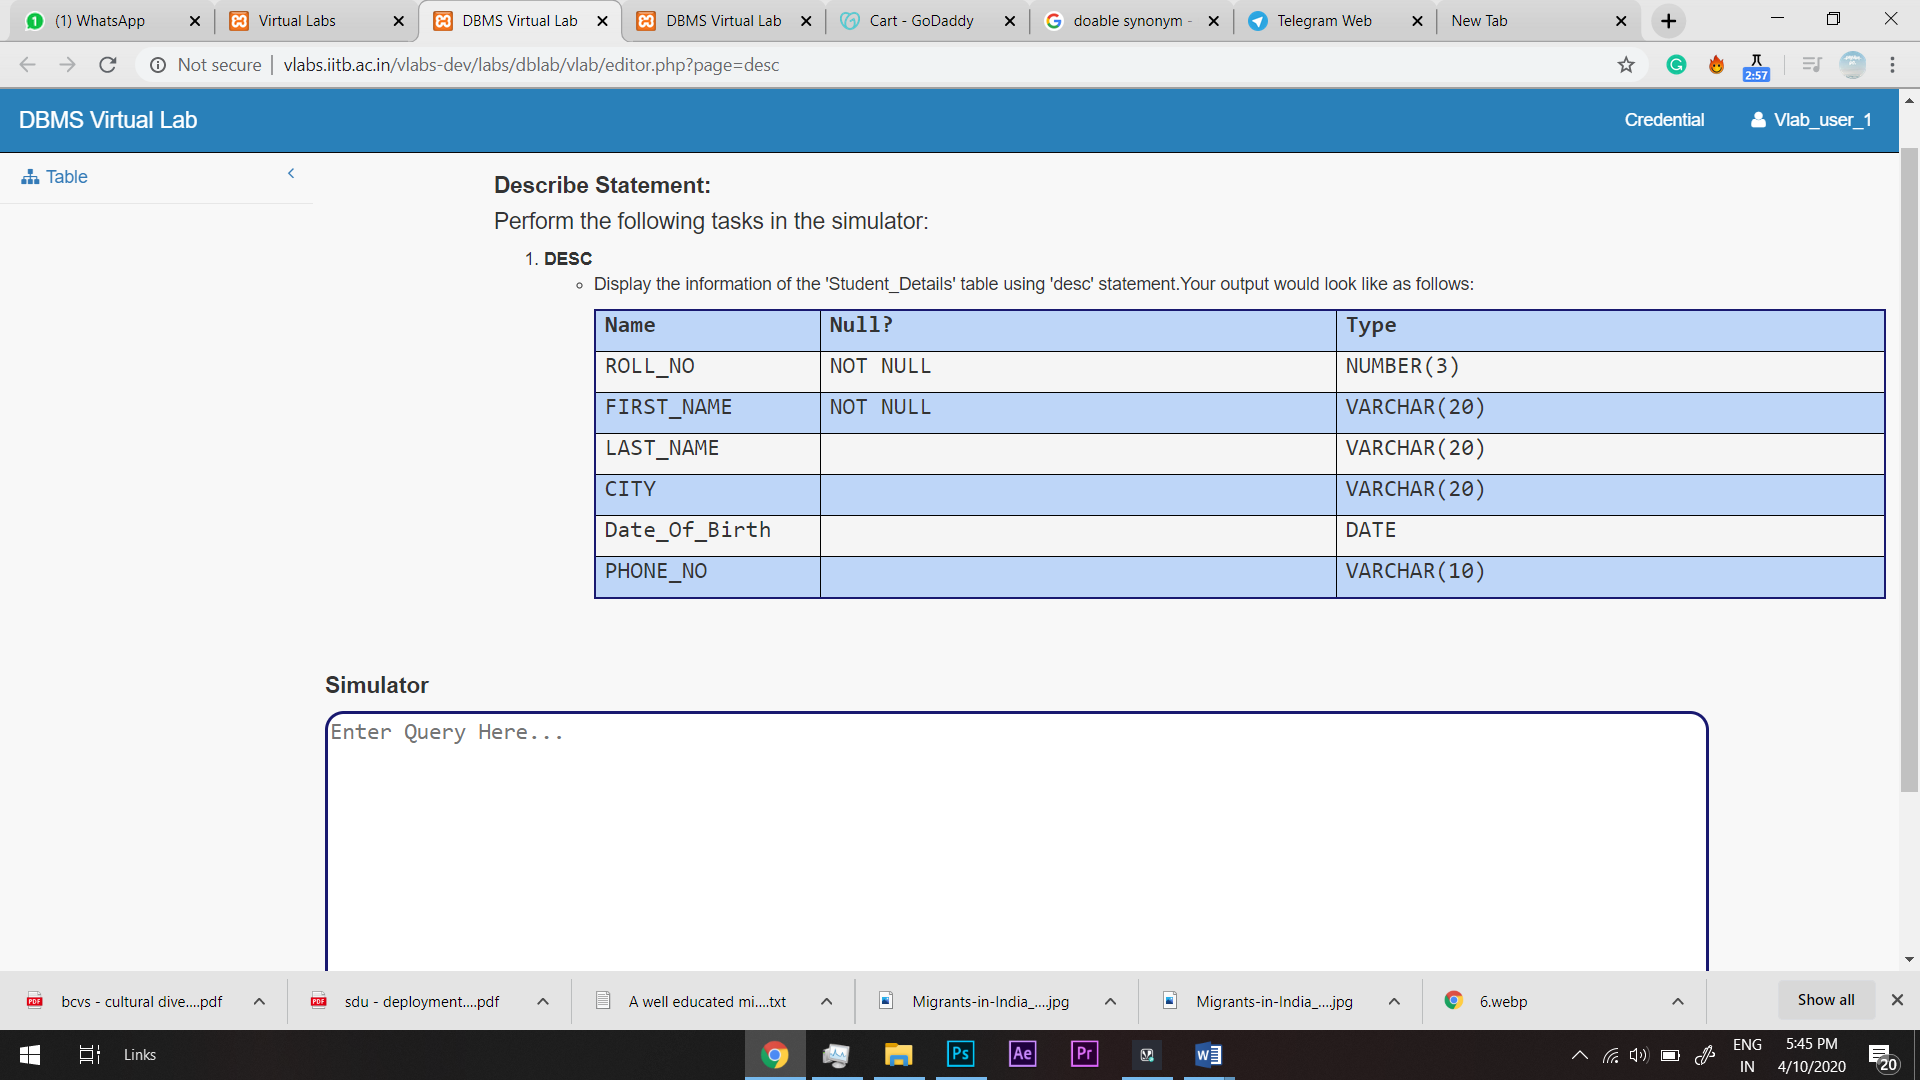 (1) WhatsApp Virtual Labs DBMS Virtual Lab DBMS Virtual Lab Cart - GoDaddy doable synonym - Telegram Web New Tab
Not secure | vlabs.iitb.ac.in/vlabs-dev/labs/dblab/vlab/editor.php?page=desc
2:57
DBMS Virtual Lab Credential Vlab_user_1
Table
Describe Statement:
Perform the following tasks in the simulator:
1. DESC
Display the information of the 'Student_Details' table using 'desc' statement.Your output would look like as follows:
Name Null? Type
ROLL_NO NOT NULL NUMBER(3)
FIRST_NAME NOT NULL VARCHAR(20)
LAST_NAME VARCHAR(20)
CITY VARCHAR(20)
Date_Of_Birth DATE
PHONE_NO VARCHAR(10)
Simulator
Enter Query Here...
bcvs - cultural dive....pdf sdu - deployment....pdf A well educated mi....txt Migrants-in-India_....jpg Migrants-in-India_....jpg 6.webp Show all
Links Ps Ae Pr ENG 5:45 PM
IN 4/10/2020 20